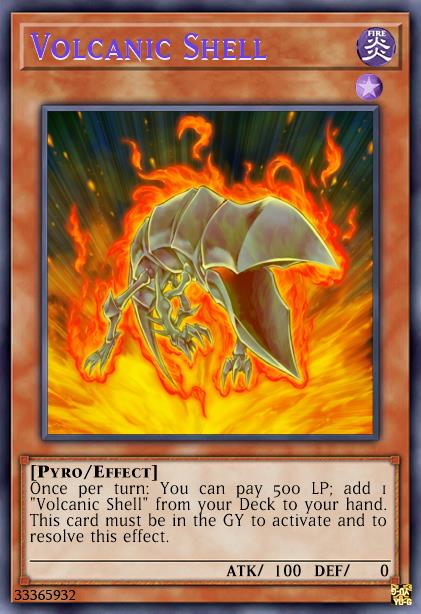 Volcanic Shell
FIRE
炎
[Pyro/Effect]
Once per turn: You can pay 500 LP; add 1
"Volcanic Shell" from your Deck to your hand.
This card must be in the GY to activate and to
resolve this effect.
ATK/ 100 DEF/ 0
33365932